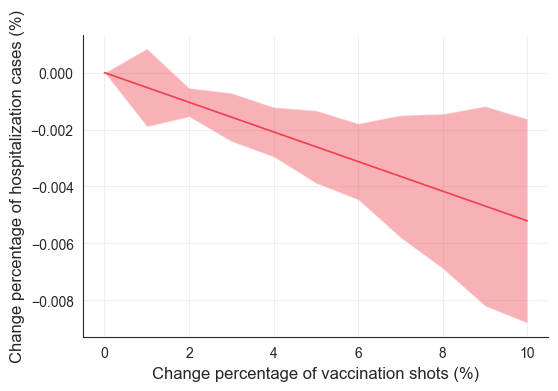 Change percentage of hospitalization cases (%)
0.000
−0.002
−0.004
−0.006
−0.008
0 2 4 6 8 10
Change percentage of vaccination shots (%)